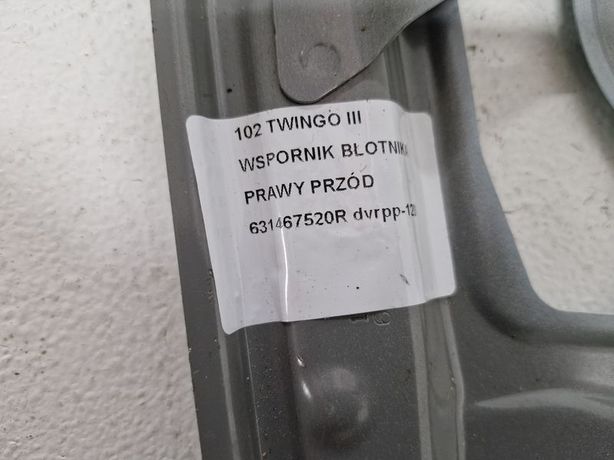 102 TWINGO III
WSPORNIK BŁOTNIKA
PRAWY PRZÓD
631467520R dvrpp-12